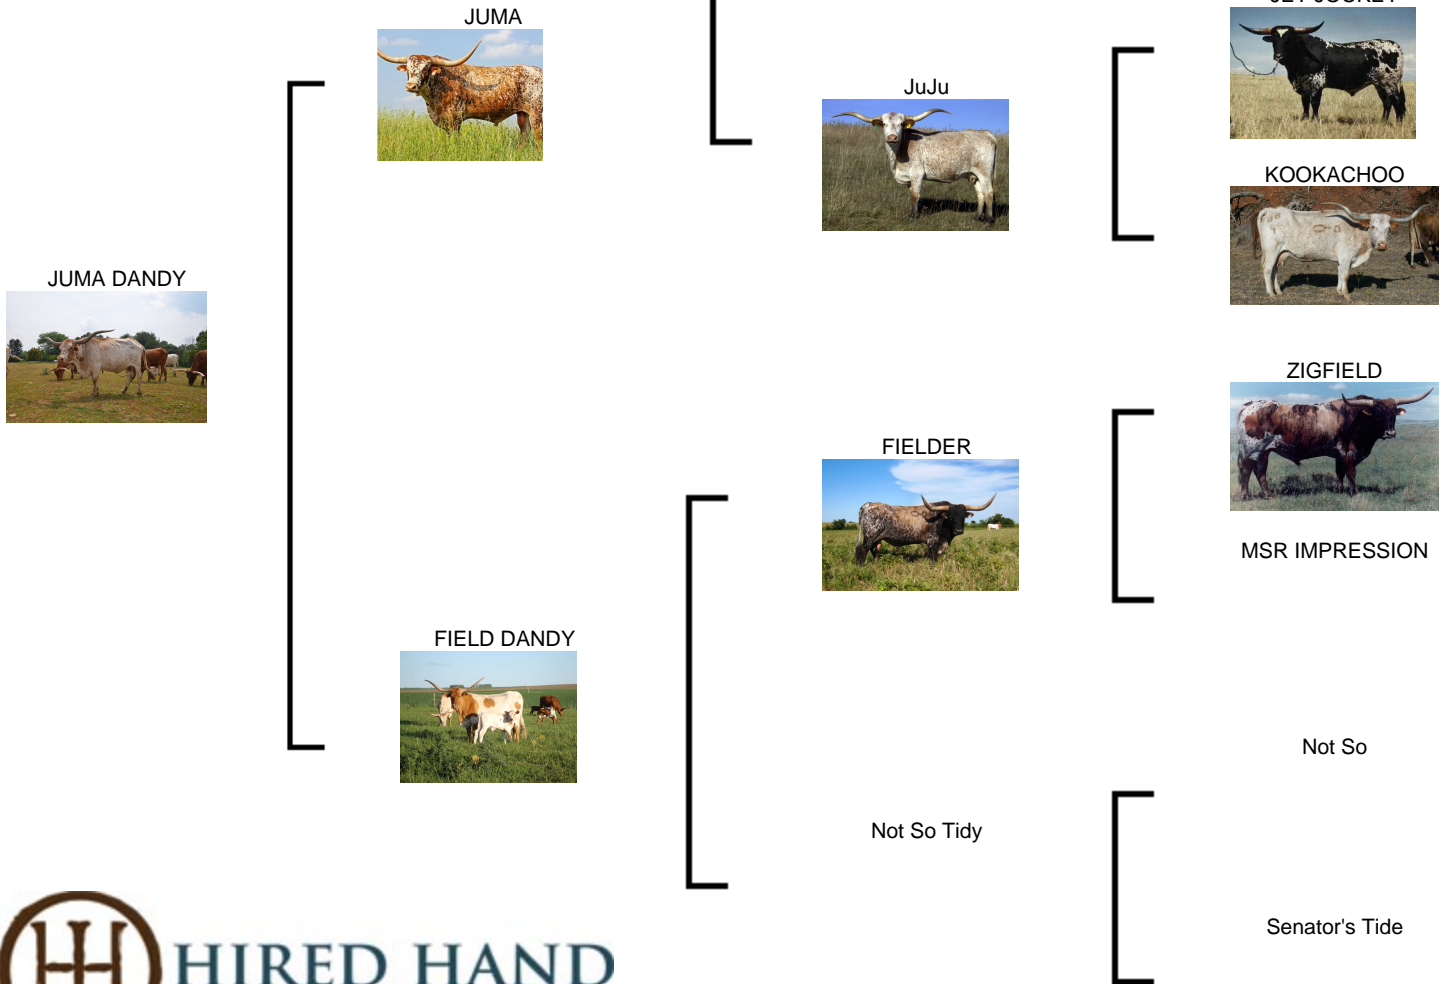 JUMA
JuJu
KOOKACHOO
JUMA DANDY
ZIGFIELD
FIELDER
MSR IMPRESSION
FIELD DANDY
Not So
Not So Tidy
Senator's Tide
HIRED HAND